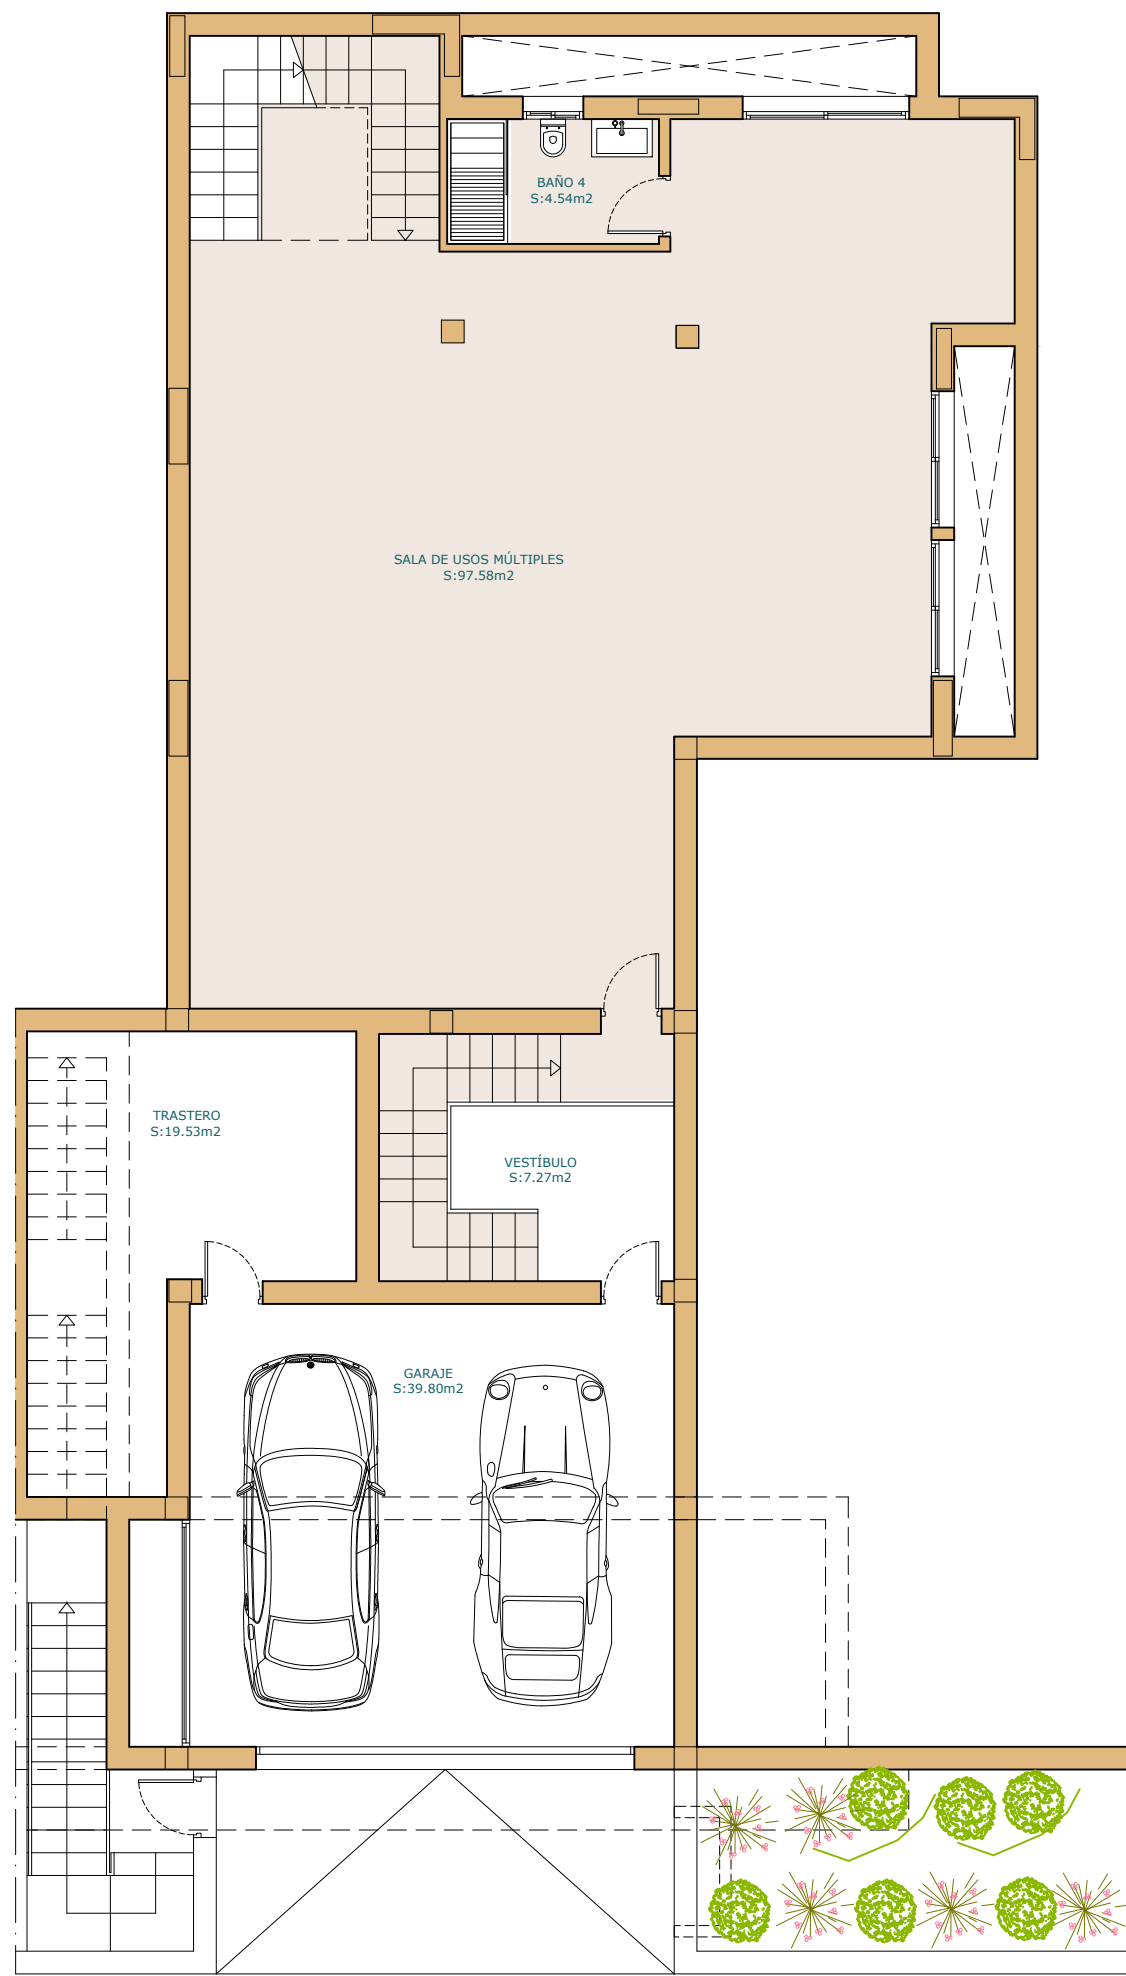 BAÑO 4
S:4.54m2
SALA DE USOS MÚLTIPLES
S:97.58m2
TRASTERO
S:19.53m2
VESTÍBULO
S:7.27m2
GARAJE
S:39.80m2